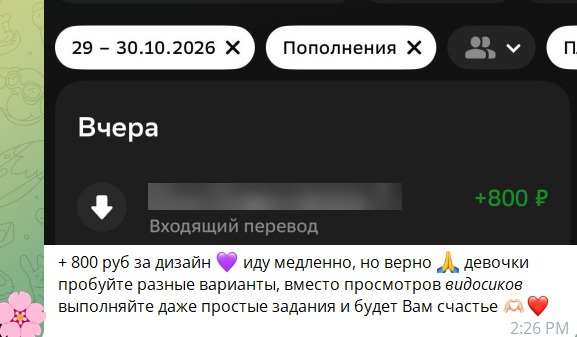 29 – 30.10.2026 ✕ Пополнения ✕
Вчера
+800 ₽
Входящий перевод
+ 800 руб за дизайн 💜 иду медленно, но верно 🙏 девочки
пробуйте разные варианты, вместо просмотров видосиков
выполняйте даже простые задания и будет Вам счастье 🫶🏻❤️
2:26 PM